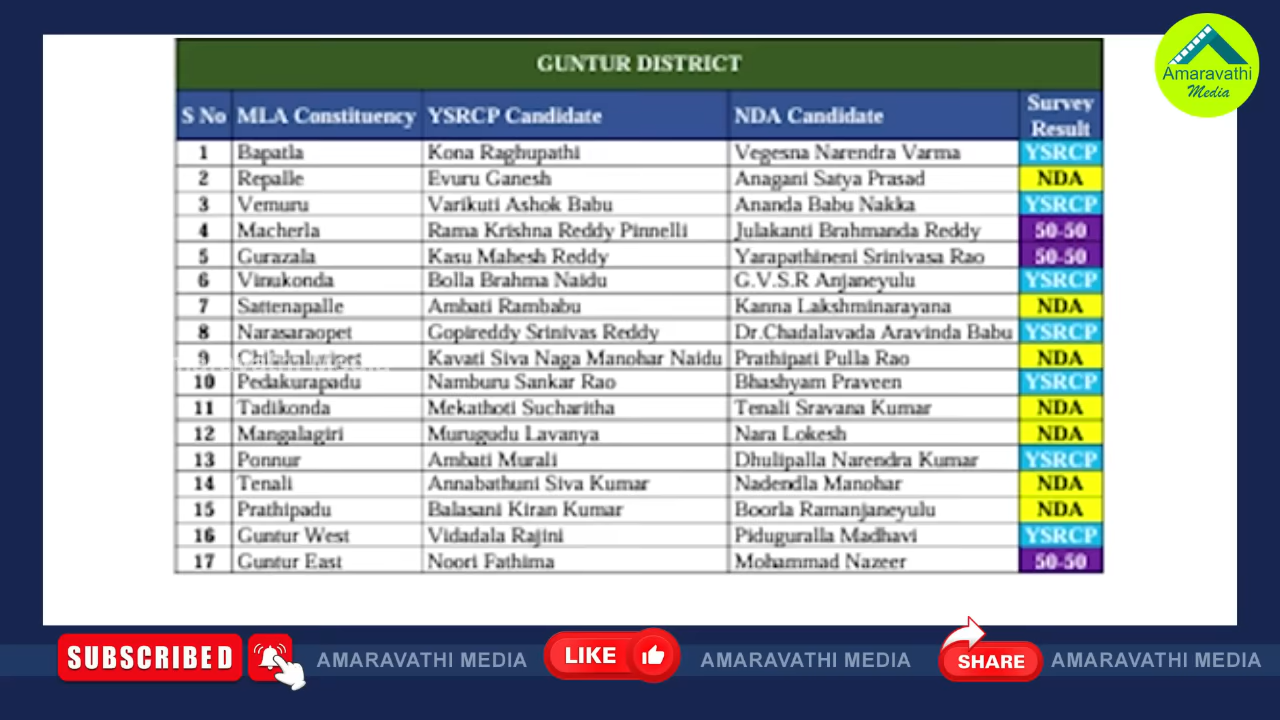 GUNTUR DISTRICT
Amaravathi
Media
S No MLA Constituency YSRCP Candidate NDA Candidate Survey Result
1 Bapatla Kona Raghupathi Vegesna Narendra Varma YSRCP
2 Repalle Evuru Ganesh Anagani Satya Prasad NDA
3 Vemuru Varikuti Ashok Babu Ananda Babu Nakka YSRCP
4 Macherla Rama Krishna Reddy Pinnelli Julakanti Brahmanda Reddy 50-50
5 Gurazala Kasu Mahesh Reddy Yarapathineni Srinivasa Rao 50-50
6 Vinukonda Bolla Brahma Naidu G.V.S.R Anjaneyulu YSRCP
7 Sattenapalle Ambati Rambabu Kanna Lakshminarayana NDA
8 Narasaraopet Gopireddy Srinivas Reddy Dr.Chadalavada Aravinda Babu YSRCP
9 Kavati Siva Naga Manohar Naidu Prathipati Pulla Rao NDA
10 Pedakurapadu Namburu Sankar Rao Bhashyam Praveen YSRCP
11 Tadikonda Mekathoti Sucharitha Tenali Sravana Kumar NDA
12 Mangalagiri Murugudu Lavanya Nara Lokesh NDA
13 Ponnur Ambati Murali Dhulipalla Narendra Kumar YSRCP
14 Tenali Annabathuni Siva Kumar Nadendla Manohar NDA
15 Prathipadu Balasani Kiran Kumar Boorla Ramanjaneyulu NDA
16 Guntur West Vidadala Rajini Piduguralla Madhavi YSRCP
17 Guntur East Noori Fathima Mohammad Nazeer 50-50
SUBSCRIBED AMARAVATHI MEDIA LIKE AMARAVATHI MEDIA SHARE AMARAVATHI MEDIA